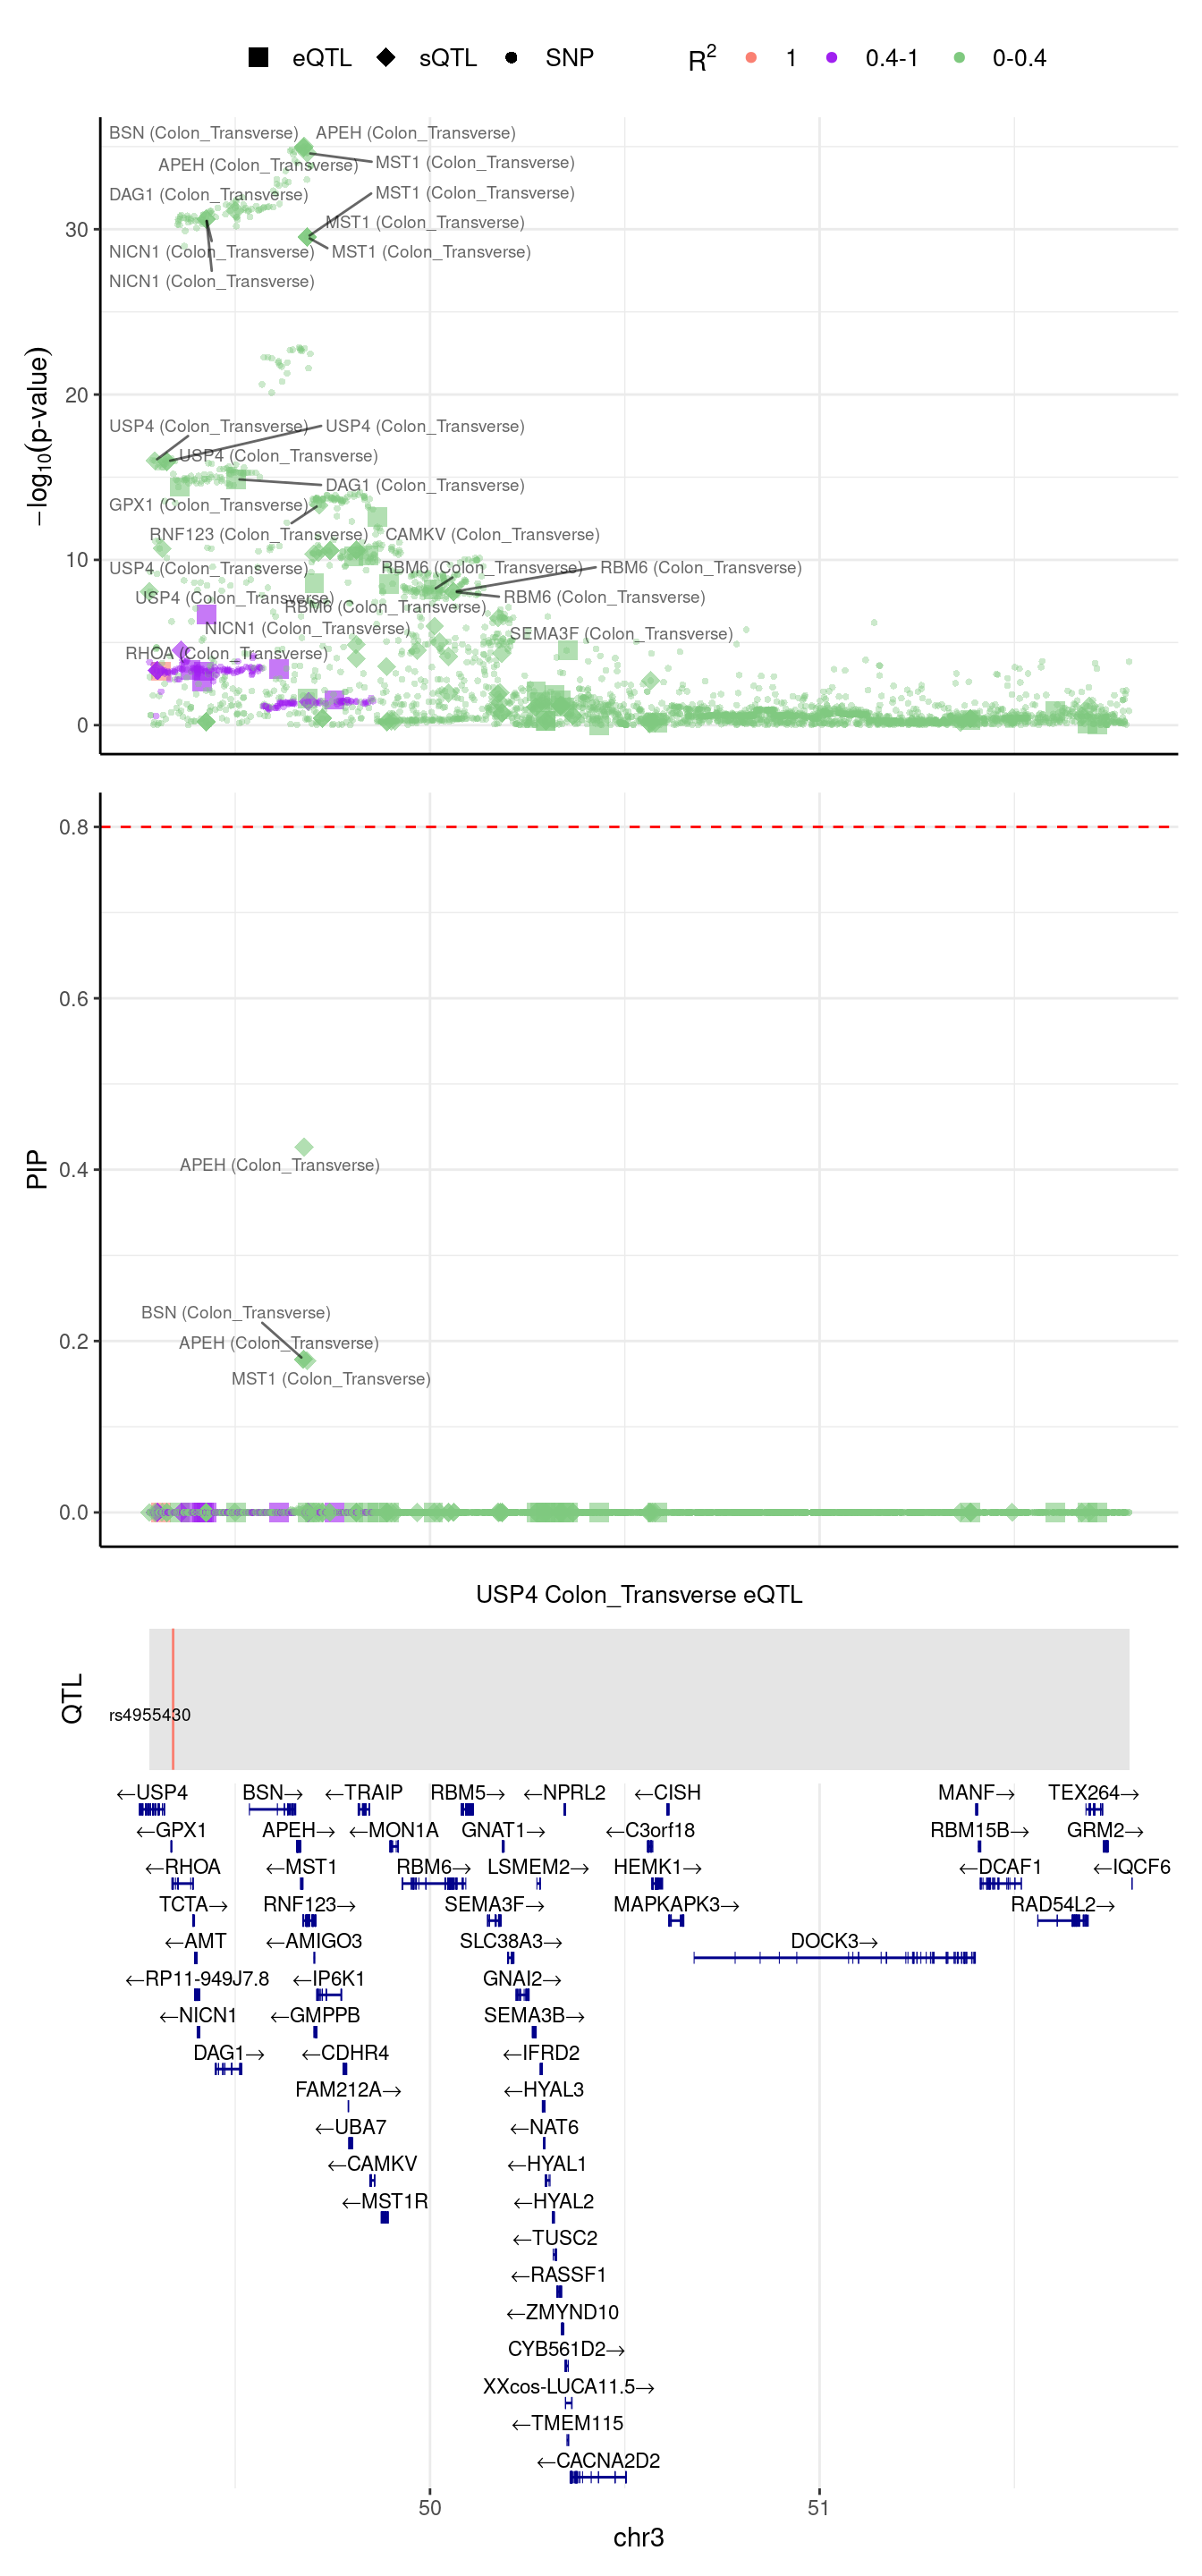 eQTL sQTL SNP R2 1 0.4-1 0-0.4
BSN (Colon_Transverse) APEH (Colon_Transverse)
APEH (Colon_Transverse) MST1 (Colon_Transverse)
DAG1 (Colon_Transverse) MST1 (Colon_Transverse)
MST1 (Colon_Transverse)
30
NICN1 (Colon_Transverse) MST1 (Colon_Transverse)
NICN1 (Colon_Transverse)
−log10(p-value)
20
USP4 (Colon_Transverse) USP4 (Colon_Transverse)
USP4 (Colon_Transverse)
DAG1 (Colon_Transverse)
GPX1 (Colon_Transverse)
RNF123 (Colon_Transverse) CAMKV (Colon_Transverse)
10
USP4 (Colon_Transverse) RBM6 (Colon_Transverse) RBM6 (Colon_Transverse)
USP4 (Colon_Transverse) RBM6 (Colon_Transverse) RBM6 (Colon_Transverse)
NICN1 (Colon_Transverse) SEMA3F (Colon_Transverse)
RHOA (Colon_Transverse)
0
0.8
0.6
PIP
0.4
APEH (Colon_Transverse)
BSN (Colon_Transverse)
0.2
APEH (Colon_Transverse)
MST1 (Colon_Transverse)
0.0
USP4 Colon_Transverse eQTL
QTL
rs4955430
←USP4 BSN→ ←TRAIP RBM5→ ←NPRL2 ←CISH MANF→ TEX264→
←GPX1 APEH→ ←MON1A GNAT1→ ←C3orf18 RBM15B→ GRM2→
←RHOA ←MST1 RBM6→ LSMEM2→ HEMK1→ ←DCAF1 ←IQCF6
TCTA→ RNF123→ SEMA3F→ MAPKAPK3→ RAD54L2→
←AMT ←AMIGO3 SLC38A3→ DOCK3→
←RP11-949J7.8 ←IP6K1 GNAI2→
←NICN1 ←GMPPB SEMA3B→
DAG1→ ←CDHR4 ←IFRD2
FAM212A→ ←HYAL3
←UBA7 ←NAT6
←CAMKV ←HYAL1
←MST1R ←HYAL2
←TUSC2
←RASSF1
←ZMYND10
CYB561D2→
XXcos-LUCA11.5→
←TMEM115
←CACNA2D2
50 51
chr3